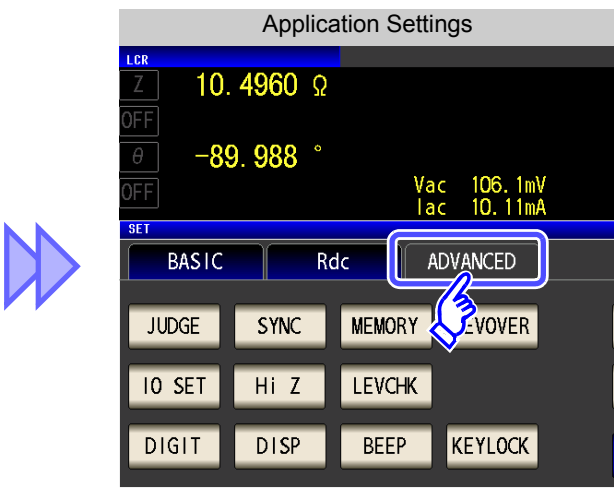 Application Settings
LCR
Z 10.4960 Ω
OFF
θ -89.988 °
OFF
Vac 106.1mV
Iac 10.11mA
SET
BASIC Rdc ADVANCED
JUDGE SYNC MEMORY VOVER
IO SET Hi Z LEVCHK
DIGIT DISP BEEP KEYLOCK